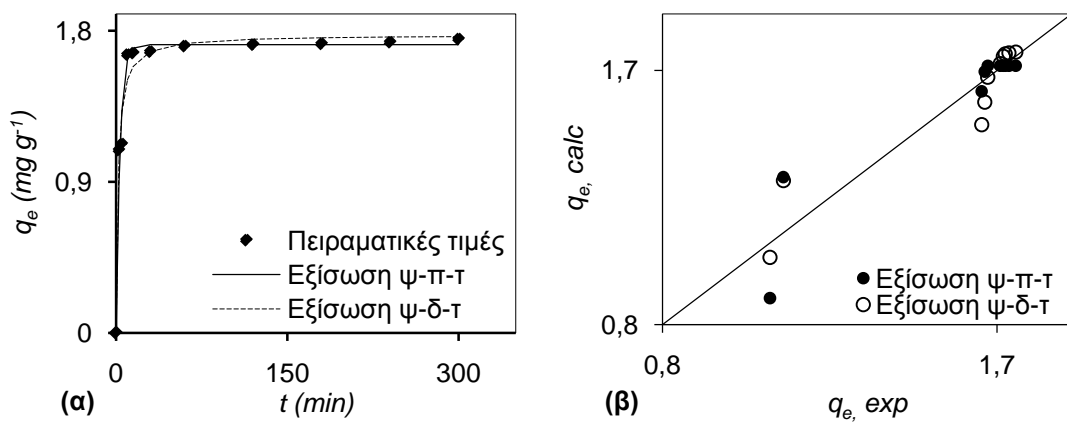 1,8
0,9
0
qe (mg g-1)
Πειραματικές τιμές
Εξίσωση ψ-π-τ
Εξίσωση ψ-δ-τ
0 150 300
(α) t (min)
1,7
0,8
qe, calc
Εξίσωση ψ-π-τ
Εξίσωση ψ-δ-τ
0,8 1,7
(β) qe, exp